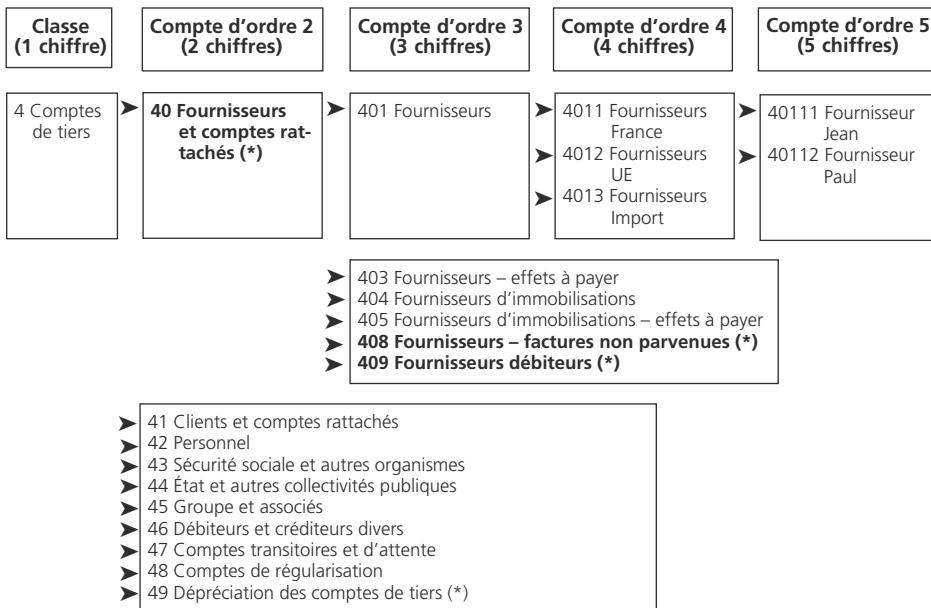 Classe
(1 chiffre)
Compte d'ordre 2
(2 chiffres)
Compte d'ordre 3
(3 chiffres)
Compte d'ordre 4
(4 chiffres)
Compte d'ordre 5
(5 chiffres)
4 Comptes
de tiers
40 Fournisseurs
et comptes rat-
tachés (*)
401 Fournisseurs
4011 Fournisseurs
France
4012 Fournisseurs
UE
4013 Fournisseurs
Import
40111 Fournisseur
Jean
40112 Fournisseur
Paul
403 Fournisseurs – effets à payer
404 Fournisseurs d'immobilisations
405 Fournisseurs d'immobilisations – effets à payer
408 Fournisseurs – factures non parvenues (*)
409 Fournisseurs débiteurs (*)
41 Clients et comptes rattachés
42 Personnel
43 Sécurité sociale et autres organismes
44 État et autres collectivités publiques
45 Groupe et associés
46 Débiteurs et créditeurs divers
47 Comptes transitoires et d'attente
48 Comptes de régularisation
49 Dépréciation des comptes de tiers (*)